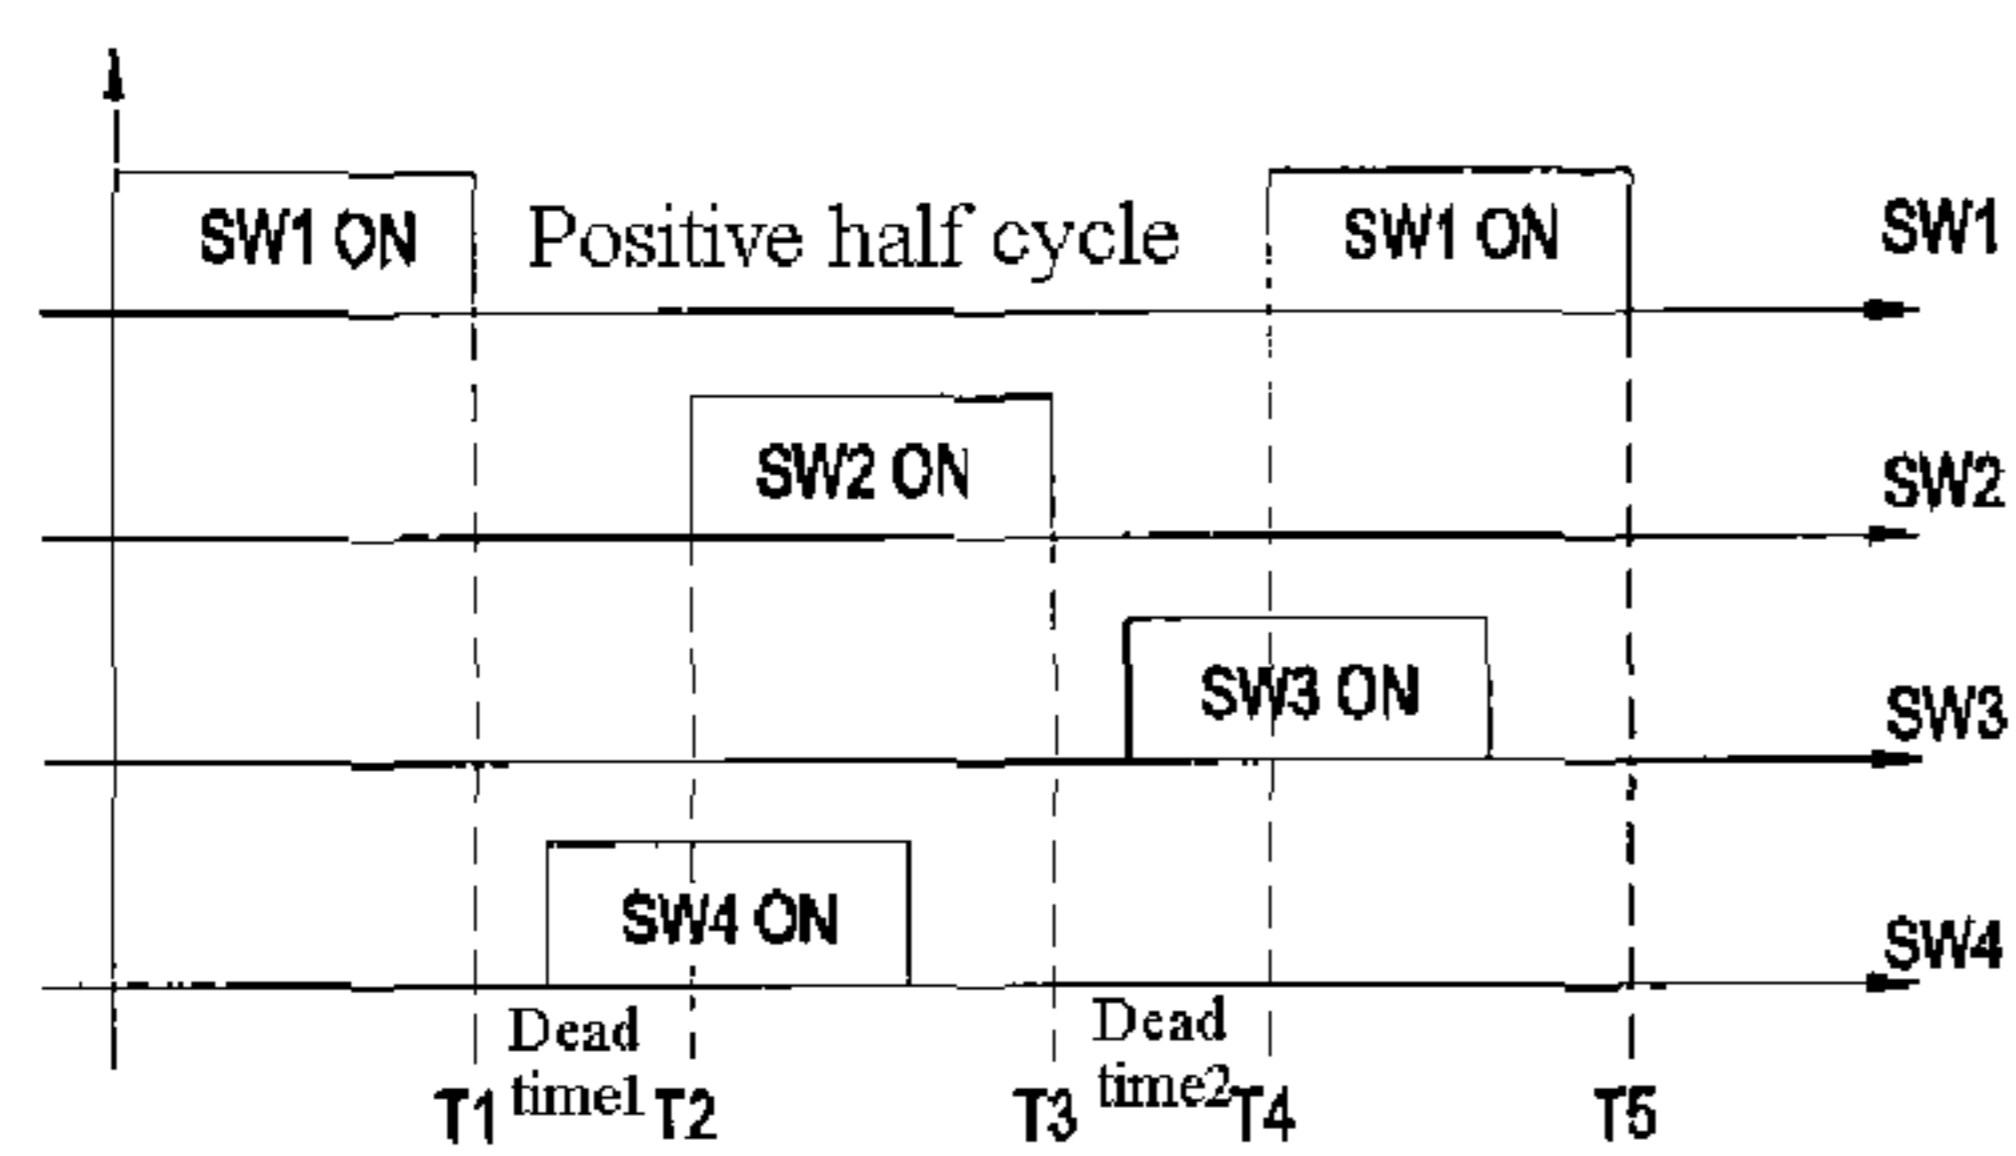 SW1 ON Positive half cycle SW1 ON SW1
SW2 ON SW2
SW3 ON SW3
SW4 ON SW4
Dead Dead
time1 time2
T1 T2 T3 T4 T5